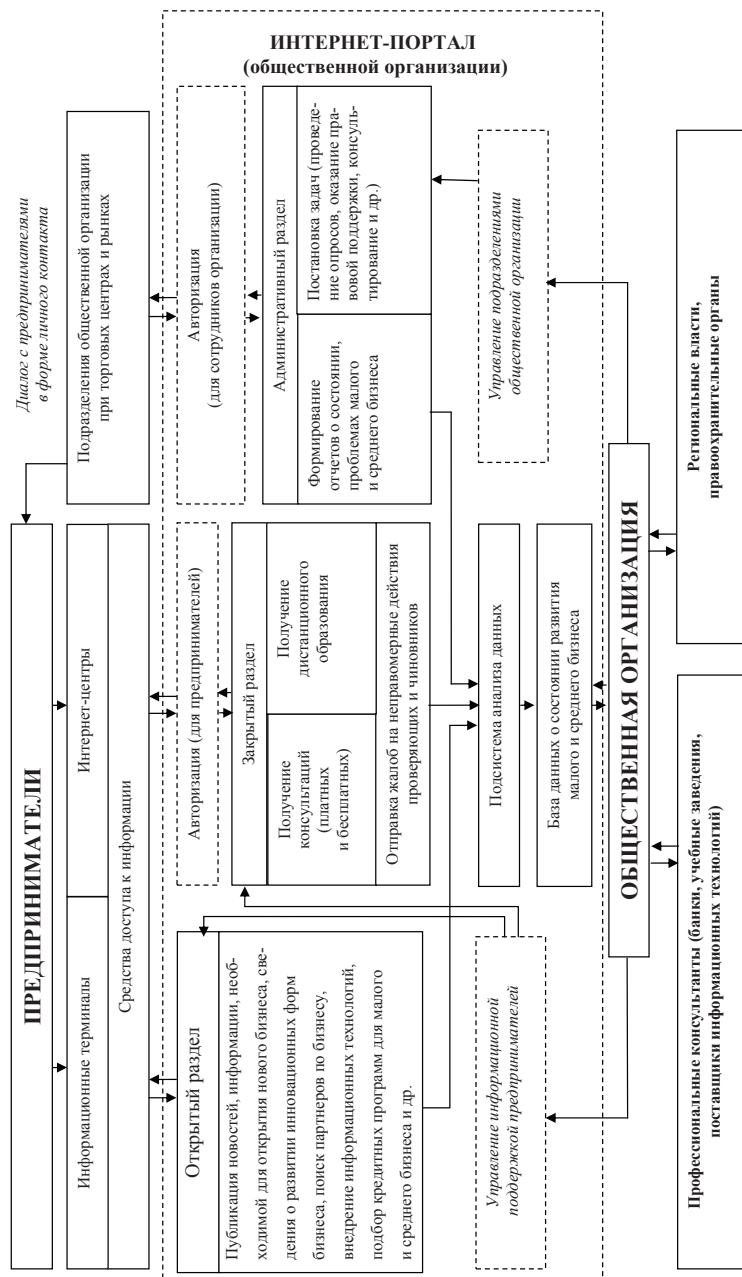 ПРЕДПРИНИМАТЕЛИ
Диалог с предпринимателями
в форме личного контакта
Информационные терминалы
Интернет-центры
Средства доступа к информации
Подразделения общественной организации
при торговых центрах и рынках
ИНТЕРНЕТ-ПОРТАЛ
(общественной организации)
Открытый раздел
Публикация новостей, информации, необ-
ходимой для открытия нового бизнеса, све-
дения о развитии инновационных форм
бизнеса, поиск партнеров по бизнесу,
внедрение информационных технологий,
подбор кредитных программ для малого
и среднего бизнеса и др.
Авторизация (для предпринимателей)
Закрытый раздел
Получение
консультаций
(платных
и бесплатных)
Получение
дистанционного
образования
Отправка жалоб на неправомерные действия
проверяющих и чиновников
Авторизация
(для сотрудников организации)
Административный раздел
Формирование
отчетов о состоянии,
проблемах малого
и среднего бизнеса
Постановка задач (проведе-
ние опросов, оказание пра-
вовой поддержки, консуль-
тирование и др.)
Управление информационной
поддержкой предпринимателей
Подсистема анализа данных
База данных о состоянии развития
малого и среднего бизнеса
Управление подразделениями
общественной организации
ОБЩЕСТВЕННАЯ ОРГАНИЗАЦИЯ
Профессиональные консультанты (банки, учебные заведения,
поставщики информационных технологий)
Региональные власти,
правоохранительные органы